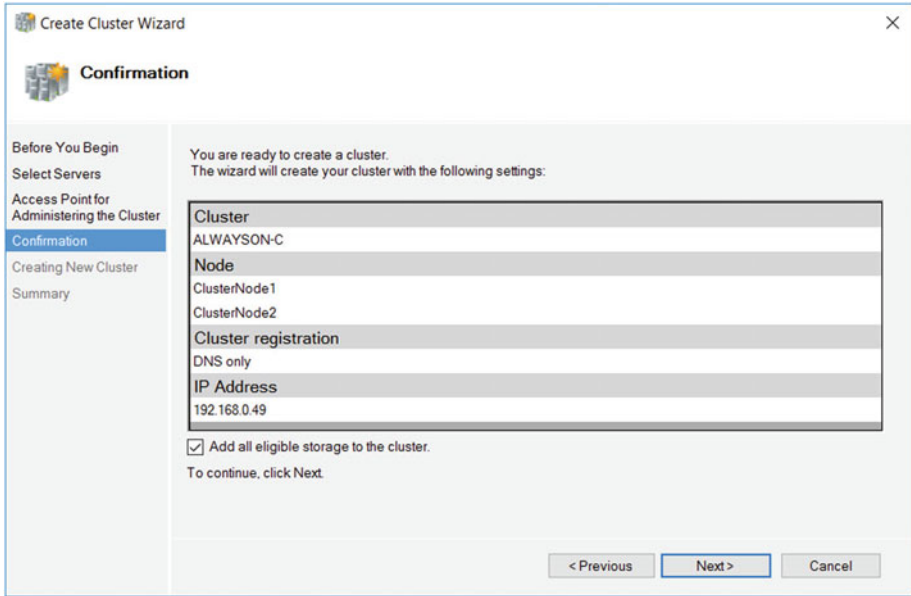 Create Cluster Wizard
Confirmation
Before You Begin
Select Servers
Access Point for
Administering the Cluster
Confirmation
Creating New Cluster
Summary
You are ready to create a cluster.
The wizard will create your cluster with the following settings:
Cluster
ALWAYSON-C
Node
ClusterNode1
ClusterNode2
Cluster registration
DNS only
IP Address
192.168.0.49
Add all eligible storage to the cluster.
To continue, click Next.
< Previous
Next >
Cancel